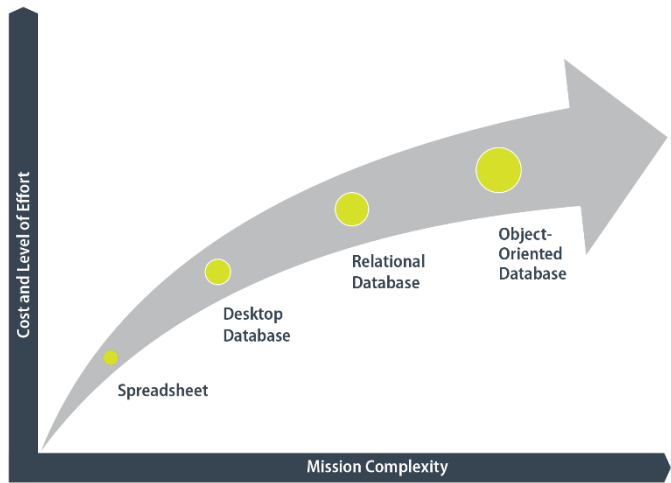 Cost and Level of Effort
Object-
Oriented
Database
Relational
Database
Desktop
Database
Spreadsheet
Mission Complexity